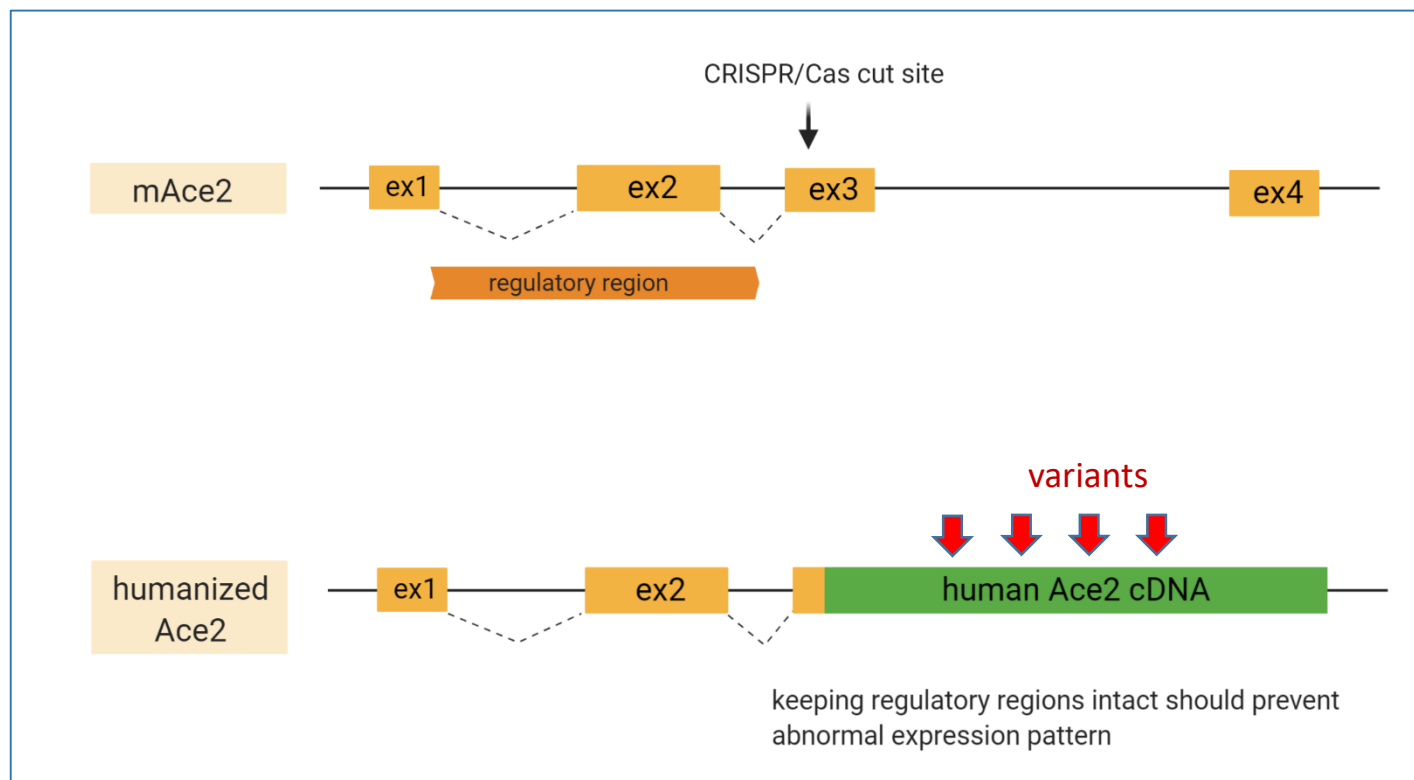 CRISPR/Cas cut site
mAce2
ex1
ex2
ex3
ex4
regulatory region
variants
humanized
Ace2
ex1
ex2
human Ace2 cDNA
keeping regulatory regions intact should prevent
abnormal expression pattern